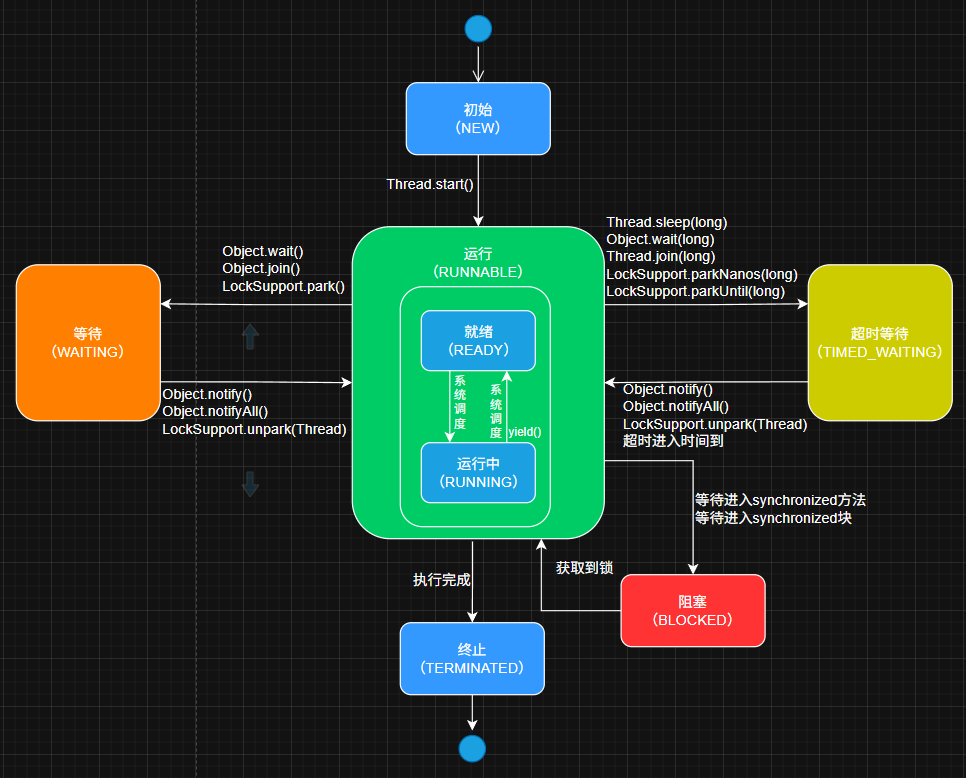 初始
（NEW）
Thread.start()
运行
（RUNNABLE）
Object.wait()
Object.join()
LockSupport.park()
Thread.sleep(long)
Object.wait(long)
Thread.join(long)
LockSupport.parkNanos(long)
LockSupport.parkUntil(long)
等待
（WAITING）
就绪
（READY）
超时等待
（TIMED_WAITING）
系统调度
系统调度
yield()
Object.notify()
Object.notifyAll()
LockSupport.unpark(Thread)
Object.notify()
Object.notifyAll()
LockSupport.unpark(Thread)
超时进入时间到
运行中
（RUNNING）
等待进入synchronized方法
等待进入synchronized块
执行完成
获取到锁
阻塞
（BLOCKED）
终止
（TERMINATED）